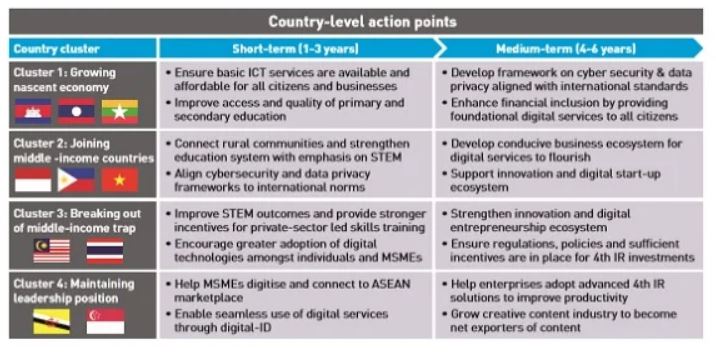 Country-level action points
Country cluster
Short-term (1-3 years)
Medium-term (4-6 years)
Cluster 1: Growing
nascent economy
• Ensure basic ICT services are available and
affordable for all citizens and businesses
• Improve access and quality of primary and
secondary education
• Develop framework on cyber security & data
privacy aligned with international standards
• Enhance financial inclusion by providing
foundational digital services to all citizens
Cluster 2: Joining
middle -income countries
• Connect rural communities and strengthen
education system with emphasis on STEM
• Align cybersecurity and data privacy
frameworks to international norms
• Develop conducive business ecosystem for
digital services to flourish
• Support innovation and digital start-up
ecosystem
Cluster 3: Breaking out
of middle-income trap
• Improve STEM outcomes and provide stronger
incentives for private-sector led skills training
• Encourage greater adoption of digital
technologies amongst individuals and MSMEs
• Strengthen innovation and digital
entrepreneurship ecosystem
• Ensure regulations, policies and sufficient
incentives are in place for 4th IR investments
Cluster 4: Maintaining
leadership position
• Help MSMEs digitise and connect to ASEAN
marketplace
• Enable seamless use of digital services
through digital-ID
• Help enterprises adopt advanced 4th IR
solutions to improve productivity
• Grow creative content industry to become
net exporters of content